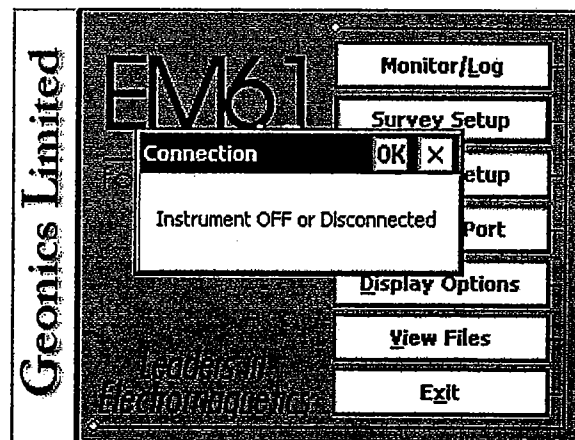 Geonics Limited
EM61
Monitor/Log
Survey Setup
Connection OK ×
etup
Instrument OFF or Disconnected
Port
Display Options
View Files
Leaders in
Electromagnetics
Exit